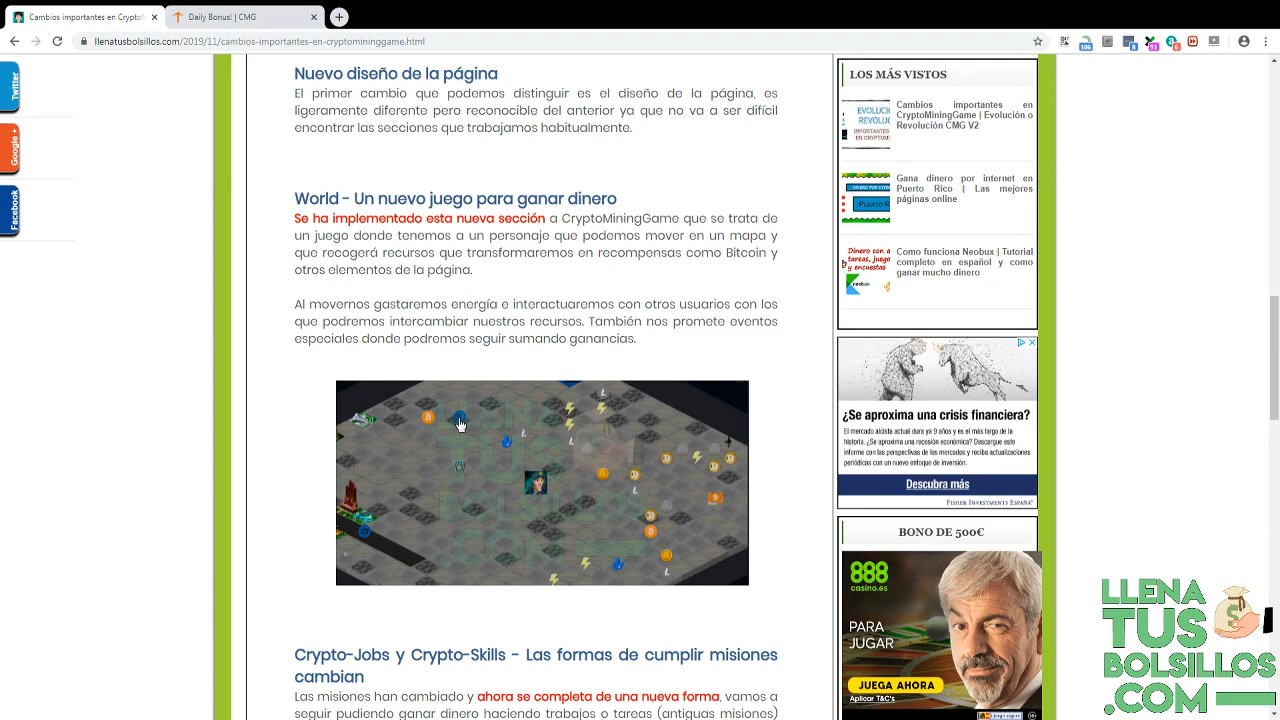 Cambios importantes en CryptoM
Daily Bonus! | CMG
llenatusbolsillos.com/2019/11/cambios-importantes-en-cryptomininggame.html
106
8
93
6
Twitter
Google +
Facebook
Nuevo diseño de la página
El primer cambio que podemos distinguir es el diseño de la página, es
ligeramente diferente pero reconocible del anterior ya que no va a ser difícil
encontrar las secciones que trabajamos habitualmente.
World - Un nuevo juego para ganar dinero
Se ha implementado esta nueva sección a CryptoMiningGame que se trata de
un juego donde tenemos a un personaje que podemos mover en un mapa y
que recogerá recursos que transformaremos en recompensas como Bitcoin y
otros elementos de la página.
Al movernos gastaremos energía e interactuaremos con otros usuarios con los
que podremos intercambiar nuestros recursos. También nos promete eventos
especiales donde podremos seguir sumando ganancias.
Crypto-Jobs y Crypto-Skills - Las formas de cumplir misiones
cambian
Las misiones han cambiado y ahora se completa de una nueva forma, vamos a
seguir pudiendo ganar dinero haciendo trabajos o tareas (antiguas misiones)
LOS MÁS VISTOS
EVOLUCIÓ
REVOLUC
IMPORTANTES
EN CRYPTOMI
Cambios importantes en
CryptoMiningGame | Evolución o
Revolución CMG V2
PUERTO R
Gana dinero por internet en
Puerto Rico | Las mejores
páginas online
Dinero con a
tareas, juego
y encuestas
neobux
Como funciona Neobux | Tutorial
completo en español y como
ganar mucho dinero
¿Se aproxima una crisis financiera?
El mercado alcista actual dura ya 9 años y es el más largo de la
historia. ¿Se aproxima una recesión económica? Descargue este
informe con las perspectivas de los mercados y reciba actualizaciones
periódicas con un nuevo enfoque de inversión.
Descubra más
FISHER INVESTMENTS ESPAÑA®
BONO DE 500€
888
casino.es
PARA
JUGAR
JUEGA AHORA
Aplicar T&C's
juego seguro
18+
LLENA
TUS
BOLSILLOS
.COM